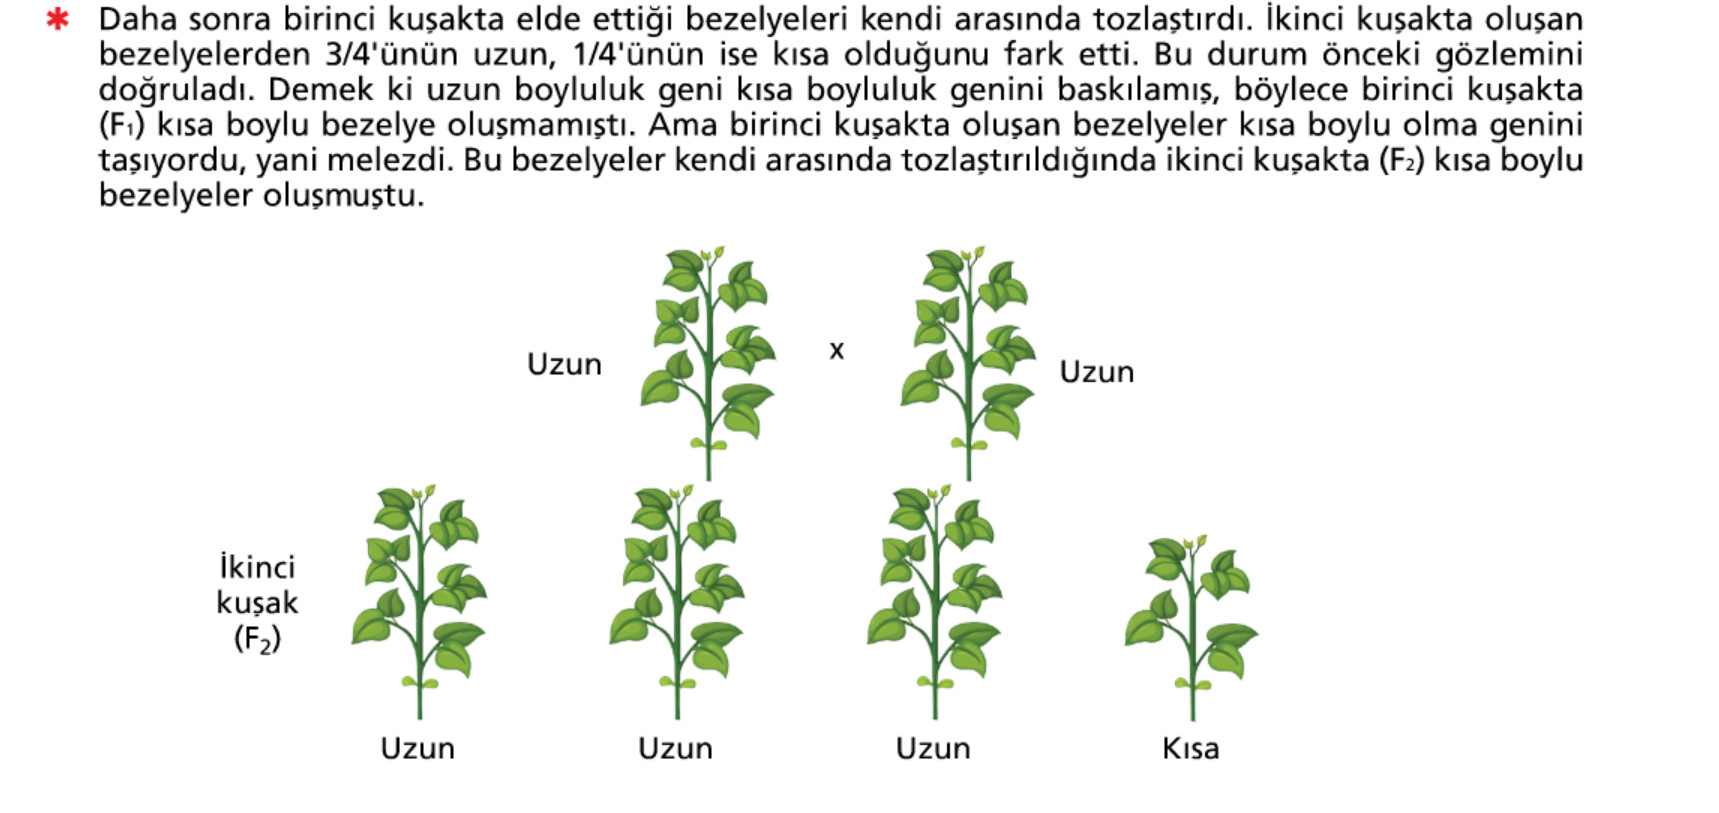 * Daha sonra birinci kuşakta elde ettiği bezelyeleri kendi arasında tozlaştırdı. İkinci kuşakta oluşan
bezelyelerden 3/4'ünün uzun, 1/4'ünün ise kısa olduğunu fark etti. Bu durum önceki gözlemini
doğruladı. Demek ki uzun boyluluk geni kısa boyluluk genini baskılamış, böylece birinci kuşakta
(F₁) kısa boylu bezelye oluşmamıştı. Ama birinci kuşakta oluşan bezelyeler kısa boylu olma genini
taşıyordu, yani melezdi. Bu bezelyeler kendi arasında tozlaştırıldığında ikinci kuşakta (F₂) kısa boylu
bezelyeler oluşmuştu.
Uzun x Uzun
İkinci
kuşak
(F₂)
Uzun Uzun Uzun Kısa